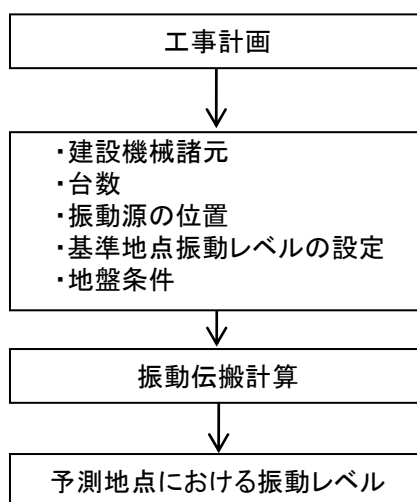 工事計画
・建設機械諸元
・台数
・振動源の位置
・基準地点振動レベルの設定
・地盤条件
振動伝搬計算
予測地点における振動レベル